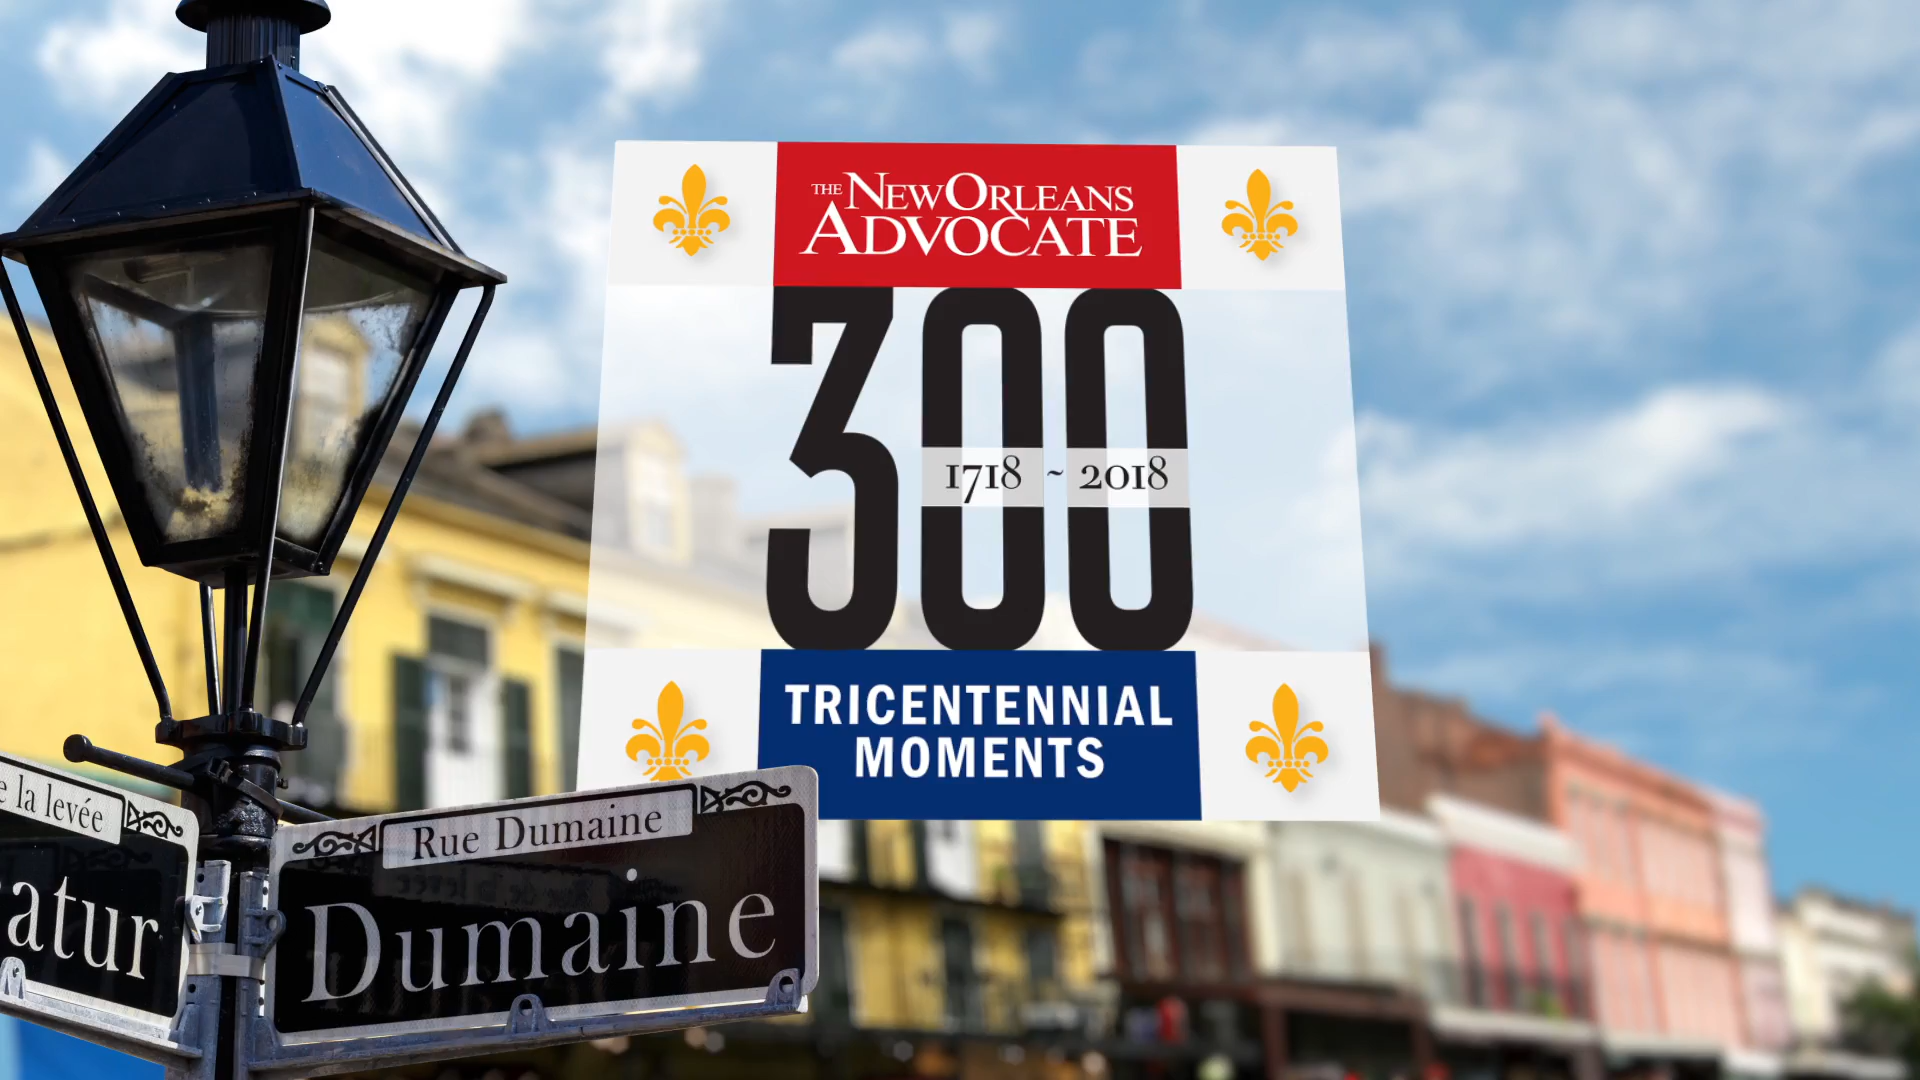 THE NEW ORLEANS
ADVOCATE
300
1718 ~ 2018
TRICENTENNIAL
MOMENTS
e la levée
atur
Rue Dumaine
Dumaine